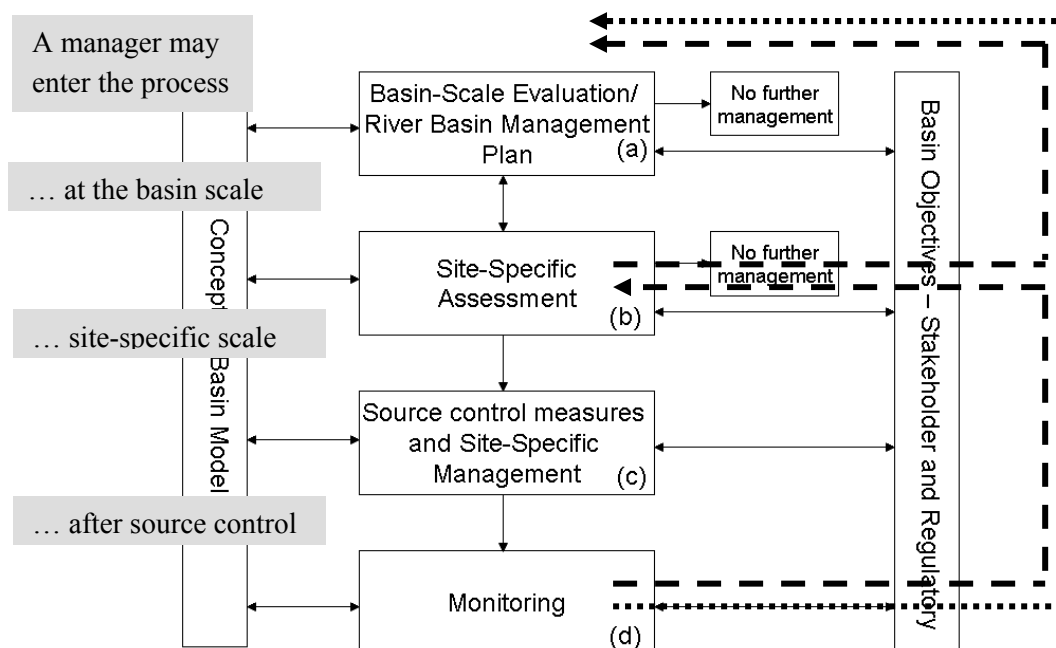 A manager may
enter the process
Basin-Scale Evaluation/
River Basin Management
Plan
(a)
No further
management
… at the basin scale
Site-Specific
Assessment
(b)
No further
management
… site-specific scale
Source control measures
and Site-Specific
Management
(c)
… after source control
Monitoring
(d)
Basin Model
Basin Objectives – Stakeholder and Regulatory